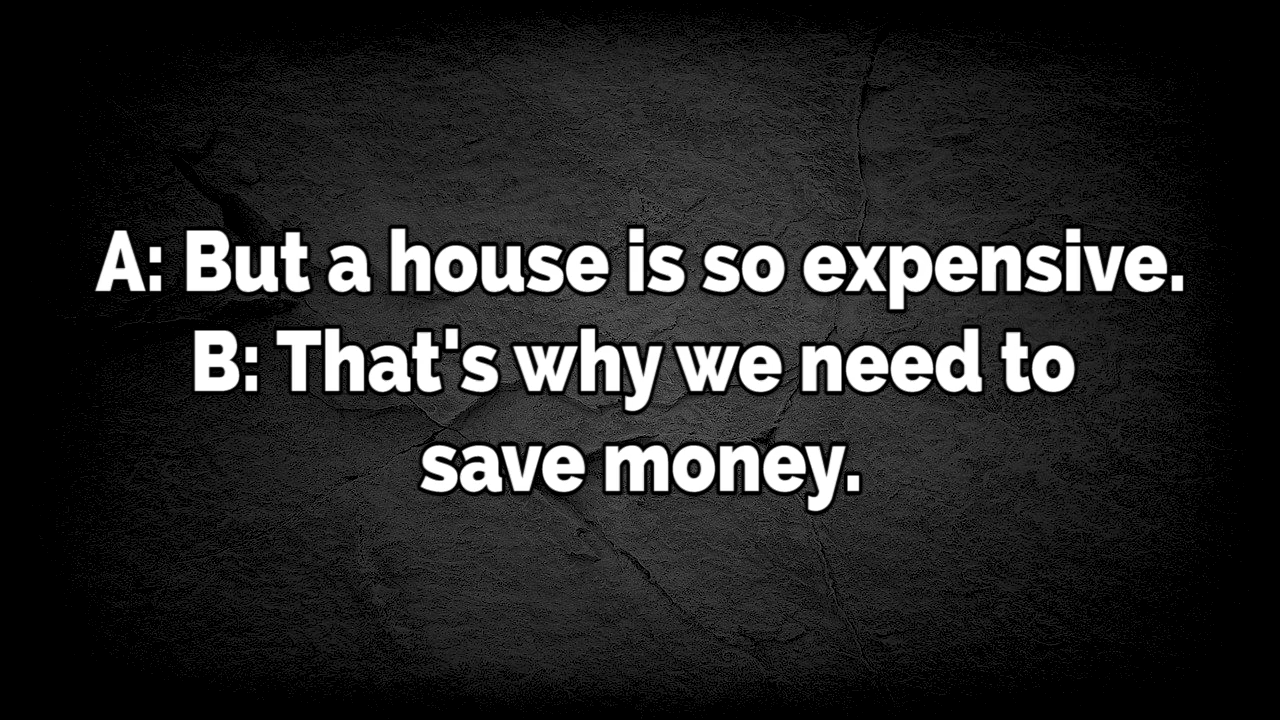 A: But a house is so expensive.
B: That's why we need to
save money.